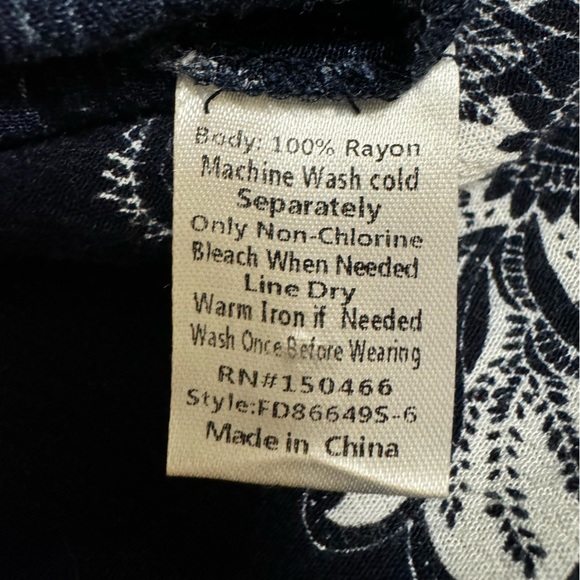 Body: 100% Rayon
Machine Wash cold
Separately
Only Non-Chlorine
Bleach When Needed
Line Dry
Warm Iron if Needed
Wash Once Before Wearing
RN#150466
Style:FD86649S-6
Made in China